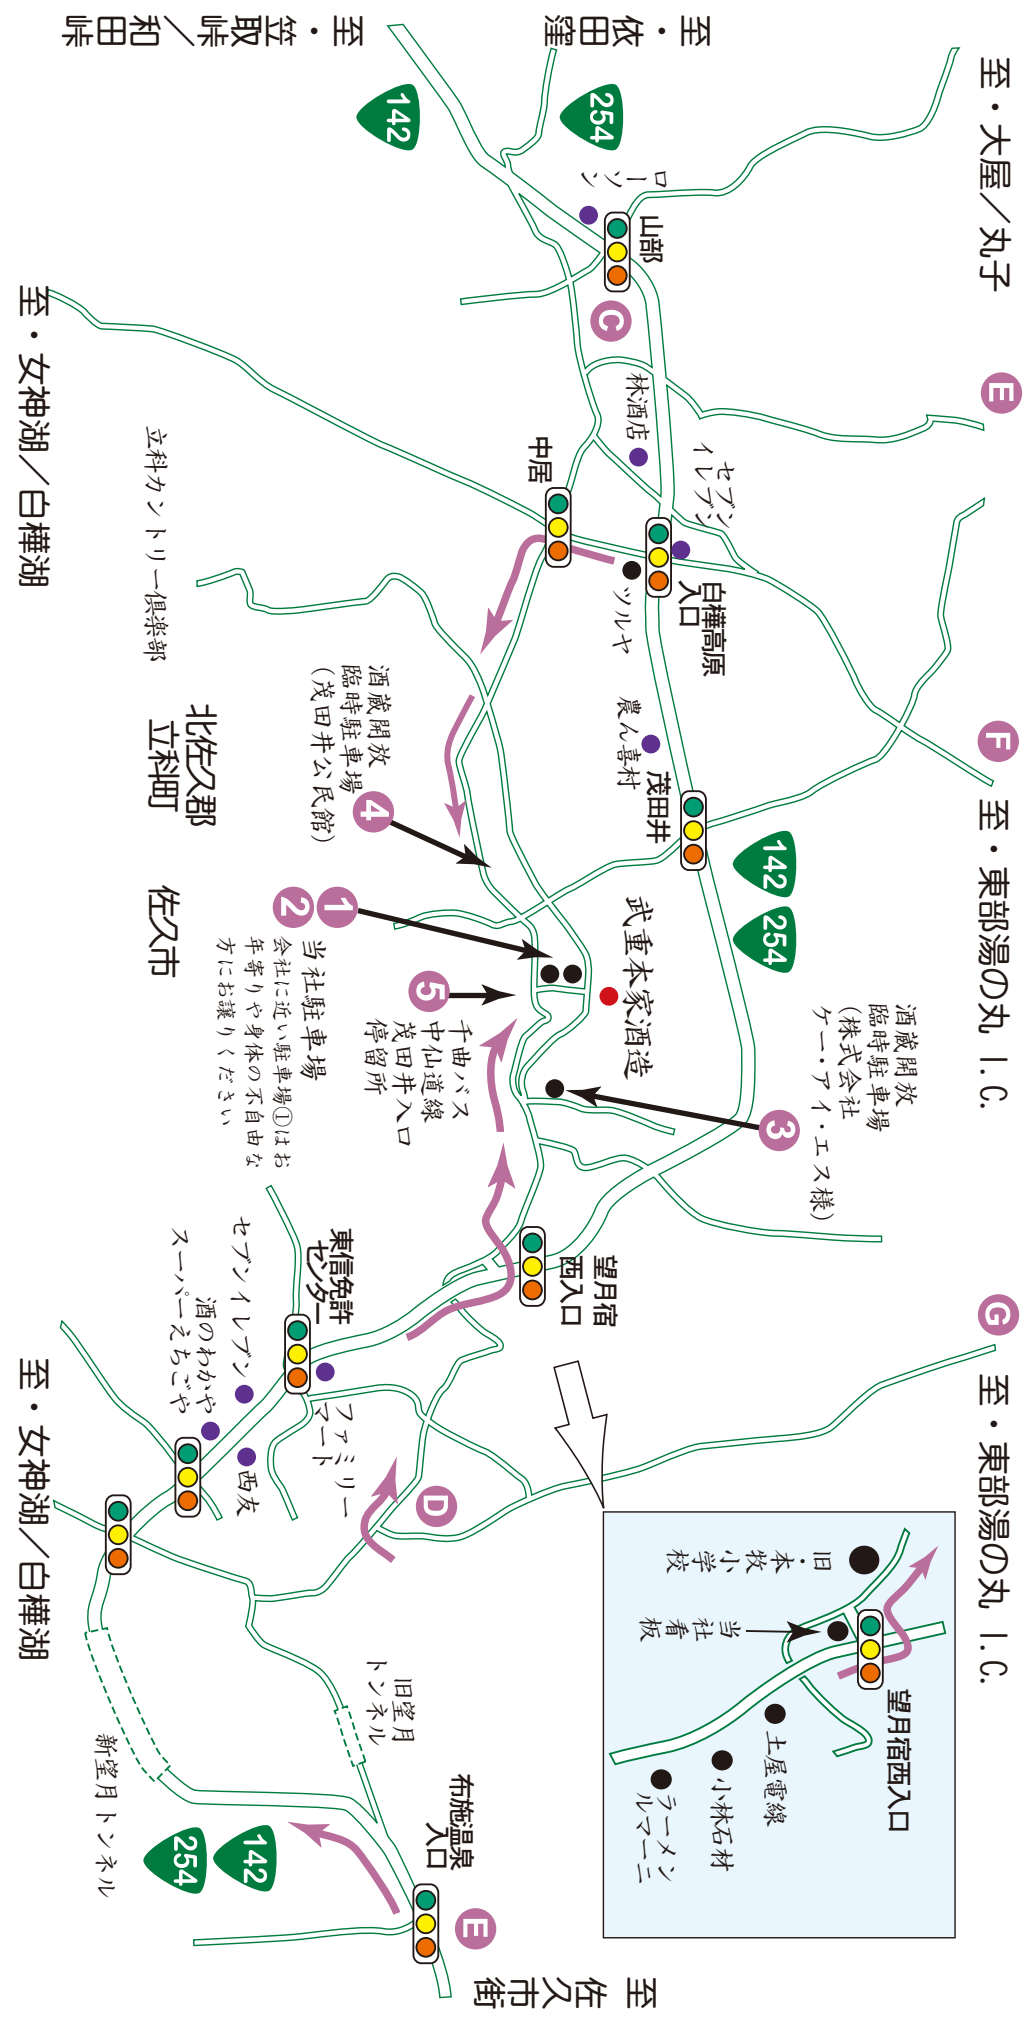 至・笠取峠／和田峠
142
至・依田窪
254
至・大屋／丸子
ローソン
山部
C
E
林酒店
セブン
イレブン
中居
白樺高原
入口
ツルヤ
至・女神湖／白樺湖
立科カントリー倶楽部
北佐久郡
立科町
佐久市
農ん喜村
茂田井
142
254
F
至・東部湯の丸 I.C.
酒蔵開放
臨時駐車場
(茂田井公民館)
4
1
2
当社駐車場
会社に近い駐車場①はお
年寄りや身体の不自由な
方にお譲りください
5
千曲バス
中仙道線
茂田井入口
停留所
武重本家酒造
酒蔵開放
臨時駐車場
(株式会社
ケー・アイ・エス様)
3
望月宿
西入口
東信免許
センター
セブンイレブン
酒のわかや
スーパーえちごや
ファミリー
マート
西友
D
G
至・東部湯の丸 I.C.
至・女神湖／白樺湖
旧・本牧小学校
当社看板
望月宿西入口
土屋電線
小林石材
ラーメン
ルマーニ
旧望月
トンネル
新望月トンネル
布施温泉
入口
142
254
E
至 佐久市街